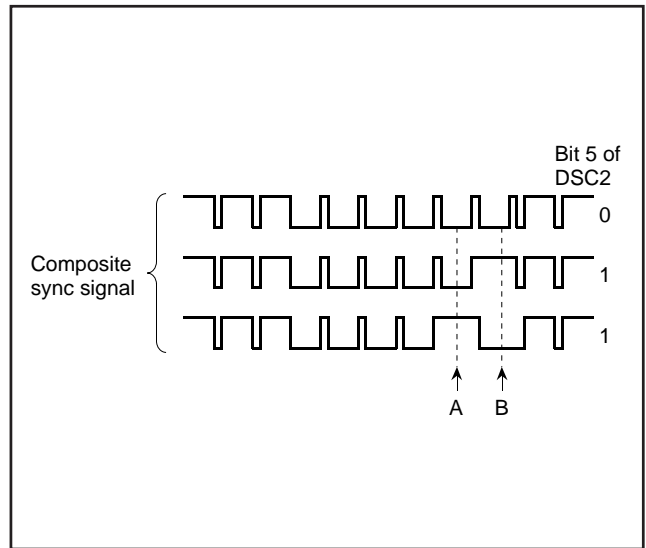 Bit 5 of
DSC2
0
Composite
sync signal
1
1
A B